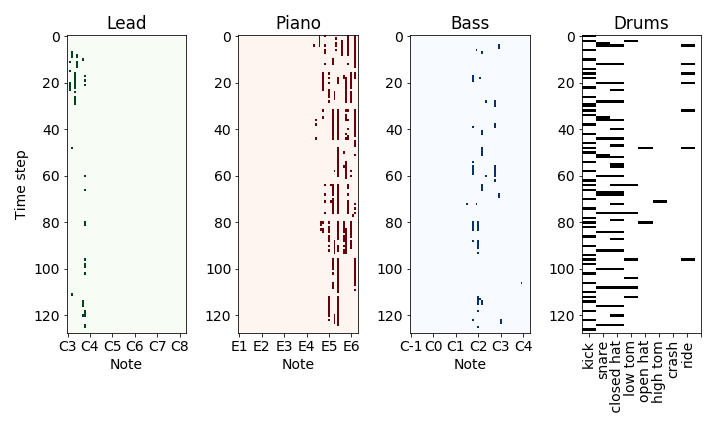 Lead Piano Bass Drums
Time step
0 0 0 0
20 20 20 20
40 40 40 40
60 60 60 60
80 80 80 80
100 100 100 100
120 120 120 120
C3 C4 C5 C6 C7 C8
E1 E2 E3 E4 E5 E6
C-1 C0 C1 C2 C3 C4
kick
snare
closed hat
low tom
open hat
high tom
crash
ride
Note Note Note